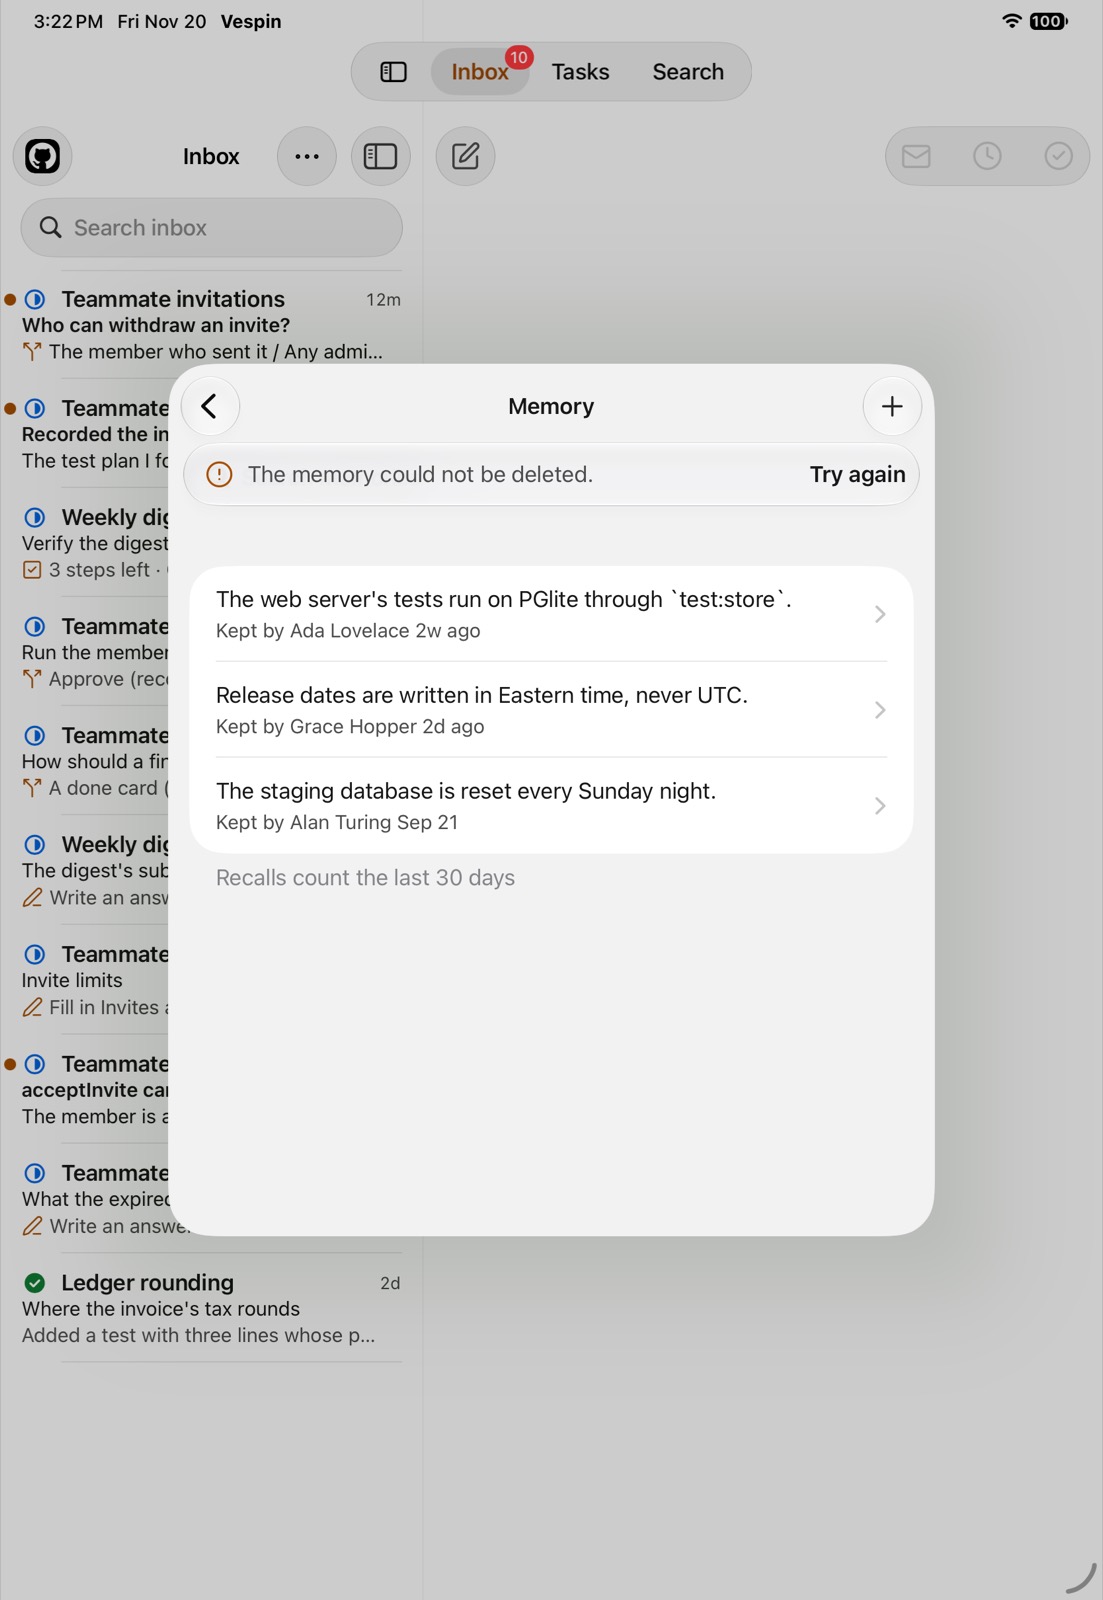 3:22 PM Fri Nov 20 Vespin
100
Inbox 10 Tasks Search
Inbox
Search inbox
Teammate invitations 12m
Who can withdraw an invite?
The member who sent it / Any admi...
Teammate
Recorded the in
The test plan I fo
Weekly dig
Verify the digest
3 steps left ·
Teammate
Run the member
Approve (reco
Teammate
How should a fin
A done card (
Weekly dig
The digest's sub
Write an answ
Teammate
Invite limits
Fill in Invites a
Teammate
acceptInvite can
The member is a
Teammate
What the expired
Write an answer
Ledger rounding 2d
Where the invoice's tax rounds
Added a test with three lines whose p...
Memory
The memory could not be deleted. Try again
The web server's tests run on PGlite through `test:store`.
Kept by Ada Lovelace 2w ago
Release dates are written in Eastern time, never UTC.
Kept by Grace Hopper 2d ago
The staging database is reset every Sunday night.
Kept by Alan Turing Sep 21
Recalls count the last 30 days